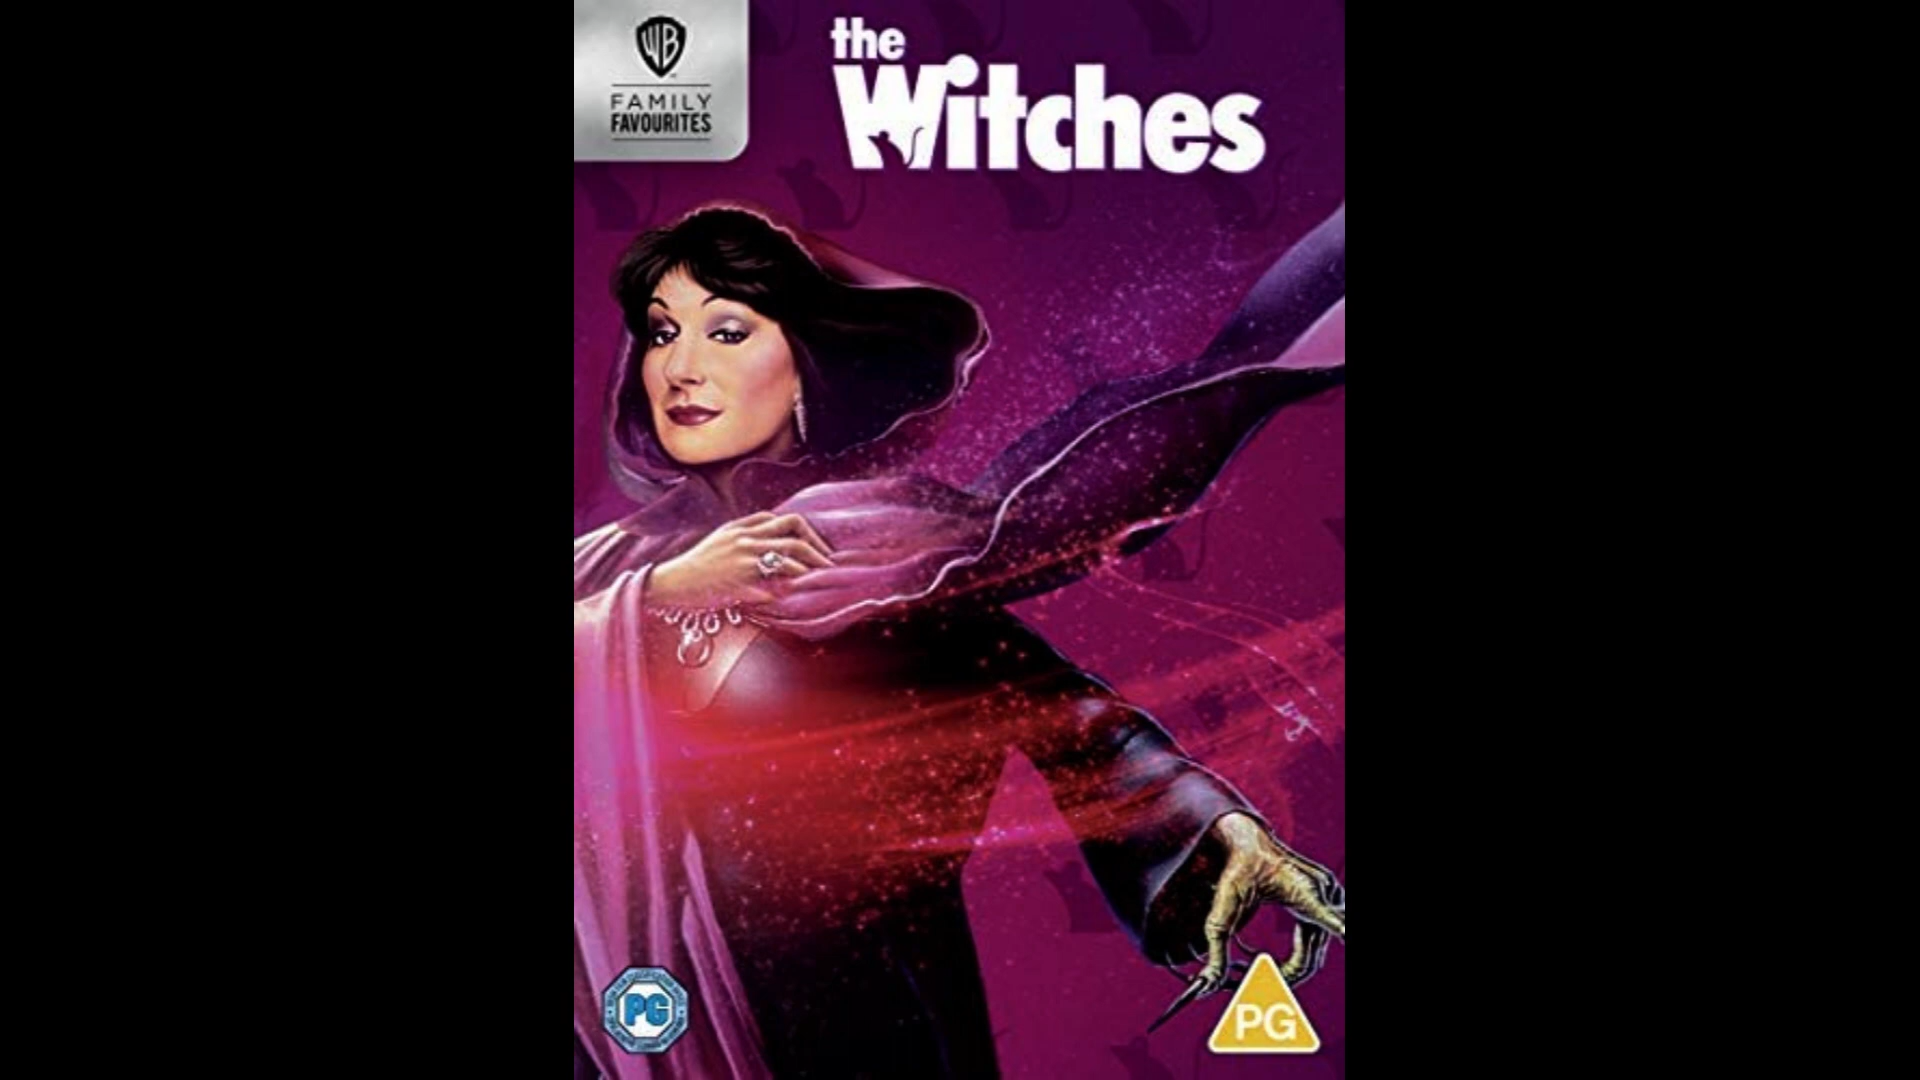 WB
FAMILY
FAVOURITES
the
Witches
PG
PG